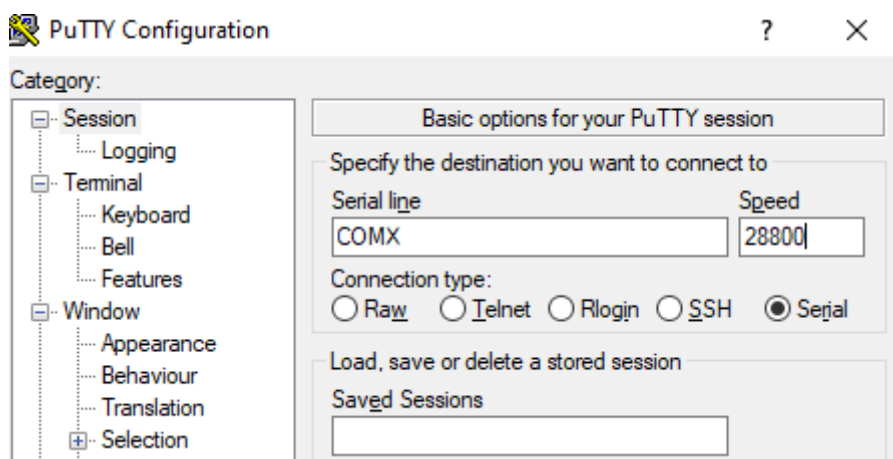 PuTTY Configuration
?
Category:
Session
Logging
Terminal
Keyboard
Bell
Features
Window
Appearance
Behaviour
Translation
Selection
Basic options for your PuTTY session
Specify the destination you want to connect to
Serial line Speed
COMX 28800
Connection type:
Raw Telnet Rlogin SSH Serial
Load, save or delete a stored session
Saved Sessions